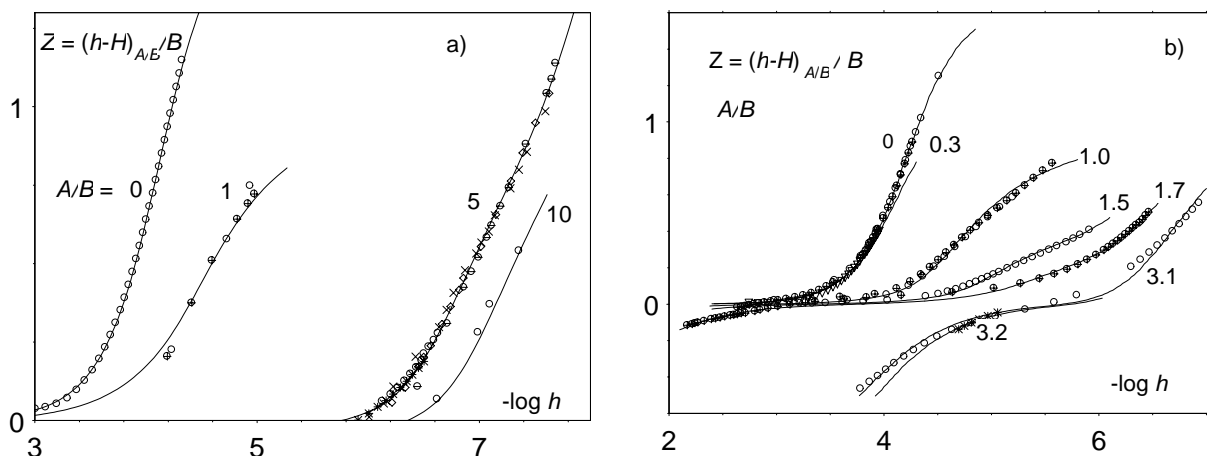 Z = (h-H)A/B/B
a)
1
A/B = 0
1
5
10
0
-log h
3
5
7
Z = (h-H) A/B / B
b)
A/B
1
0
0.3
1.0
1.5
1.7
3.1
0
3.2
-log h
2
4
6